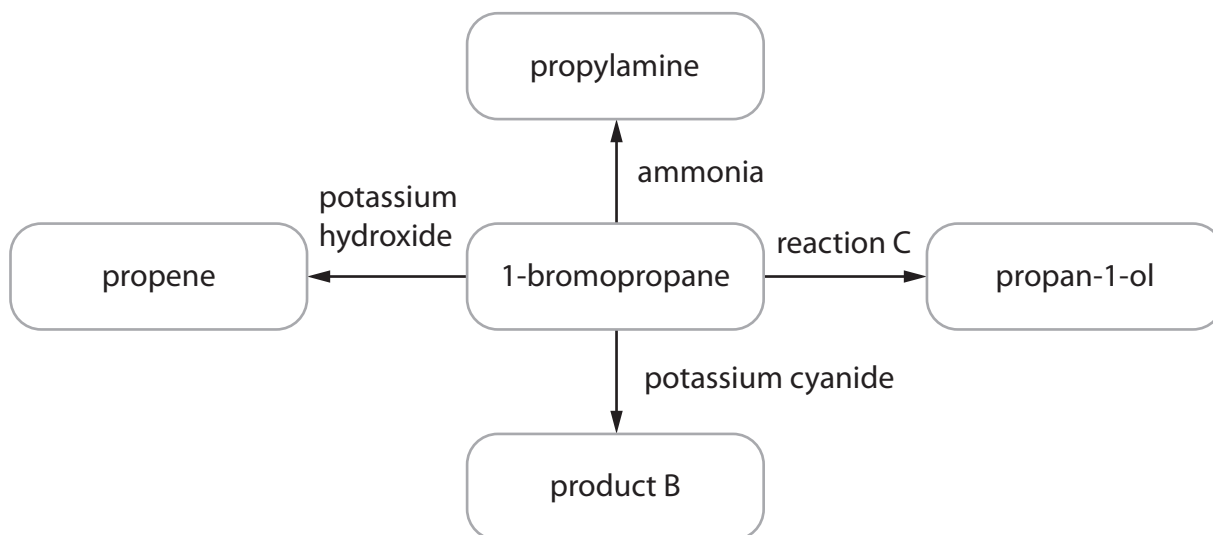 propylamine
ammonia
potassium
hydroxide
propene
1-bromopropane
reaction C
propan-1-ol
potassium cyanide
product B